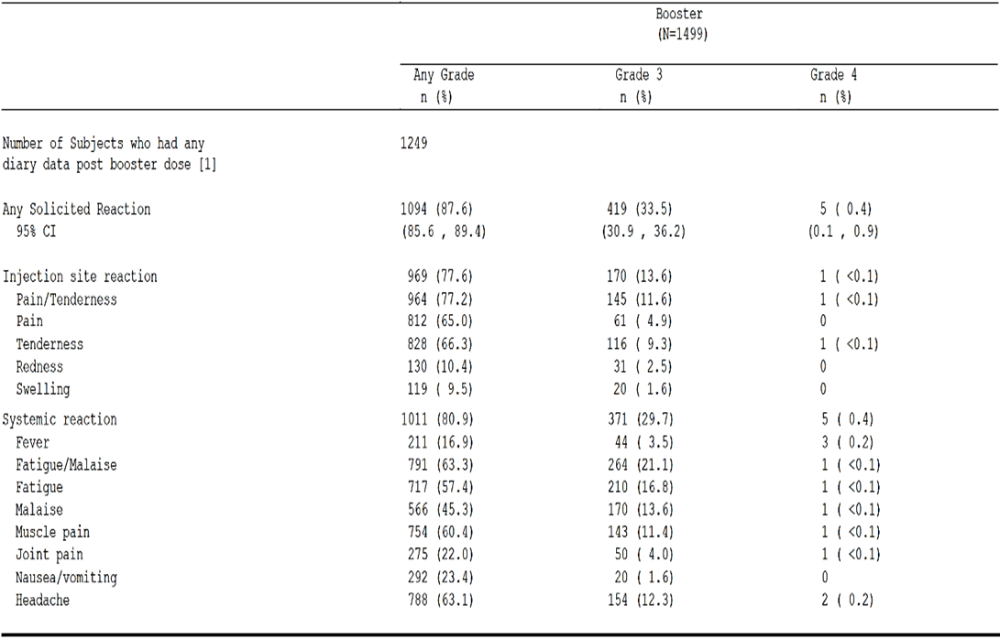 Booster
(N=1499)
Any Grade Grade 3 Grade 4
n (%) n (%) n (%)
Number of Subjects who had any 1249
diary data post booster dose [1]
Any Solicited Reaction 1094 (87.6) 419 (33.5) 5 ( 0.4)
95% CI (85.6 , 89.4) (30.9 , 36.2) (0.1 , 0.9)
Injection site reaction 969 (77.6) 170 (13.6) 1 ( <0.1)
Pain/Tenderness 964 (77.2) 145 (11.6) 1 ( <0.1)
Pain 812 (65.0) 61 ( 4.9) 0
Tenderness 828 (66.3) 116 ( 9.3) 1 ( <0.1)
Redness 130 (10.4) 31 ( 2.5) 0
Swelling 119 ( 9.5) 20 ( 1.6) 0
Systemic reaction 1011 (80.9) 371 (29.7) 5 ( 0.4)
Fever 211 (16.9) 44 ( 3.5) 3 ( 0.2)
Fatigue/Malaise 791 (63.3) 264 (21.1) 1 ( <0.1)
Fatigue 717 (57.4) 210 (16.8) 1 ( <0.1)
Malaise 566 (45.3) 170 (13.6) 1 ( <0.1)
Muscle pain 754 (60.4) 143 (11.4) 1 ( <0.1)
Joint pain 275 (22.0) 50 ( 4.0) 1 ( <0.1)
Nausea/vomiting 292 (23.4) 20 ( 1.6) 0
Headache 788 (63.1) 154 (12.3) 2 ( 0.2)